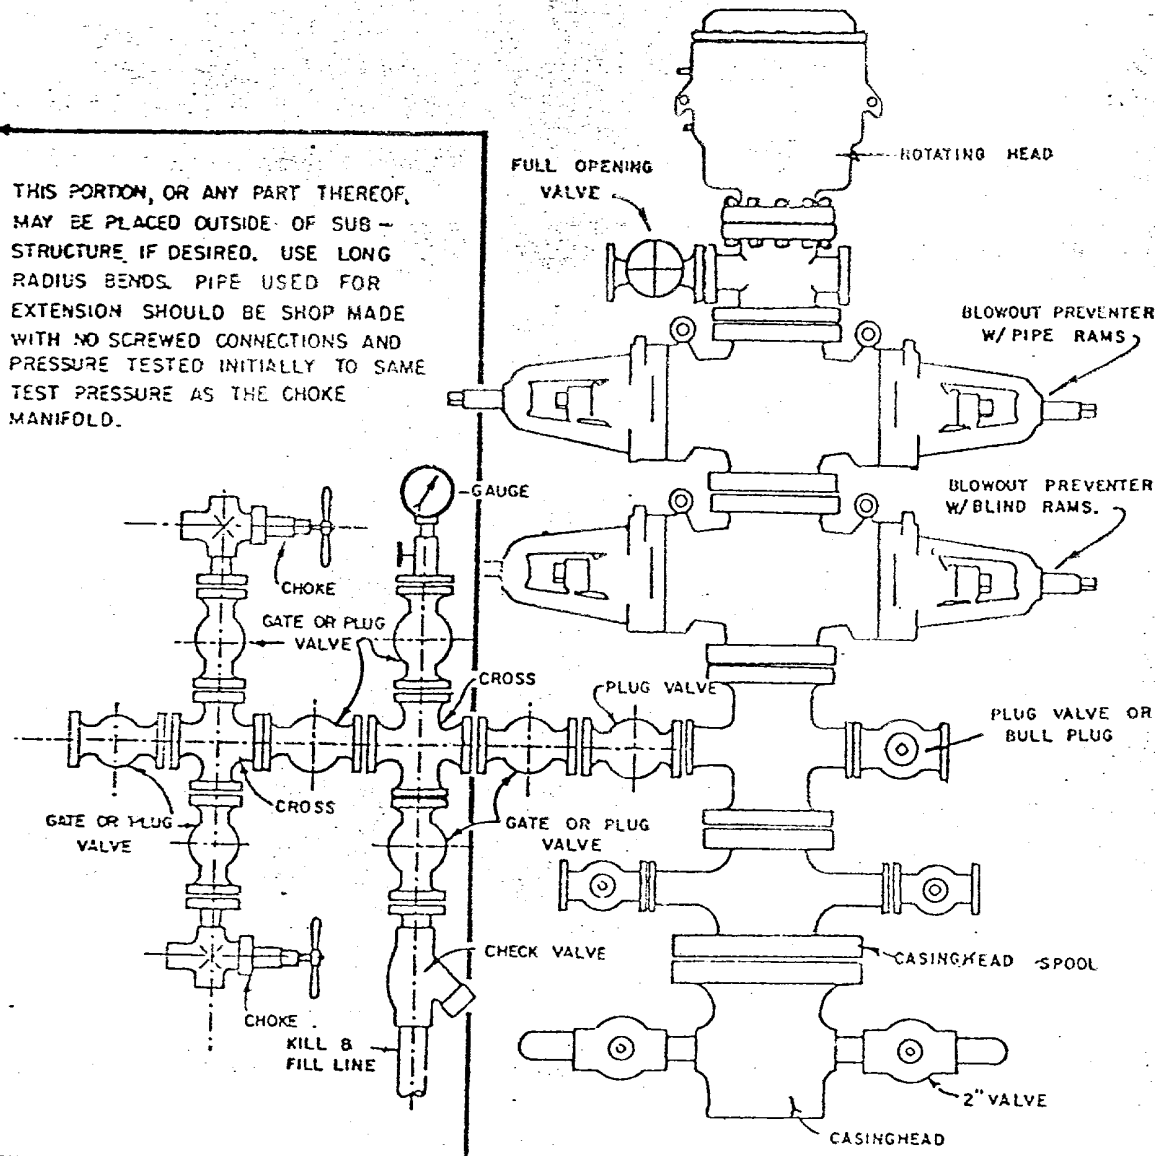 ROTATING HEAD
FULL OPENING
VALVE
THIS PORTION, OR ANY PART THEREOF,
MAY BE PLACED OUTSIDE OF SUB-
STRUCTURE IF DESIRED. USE LONG
RADIUS BENDS. PIPE USED FOR
EXTENSION SHOULD BE SHOP MADE
WITH NO SCREWED CONNECTIONS AND
PRESSURE TESTED INITIALLY TO SAME
TEST PRESSURE AS THE CHOKE
MANIFOLD.
BLOWOUT PREVENTER
W/ PIPE RAMS
GAUGE
BLOWOUT PREVENTER
W/ BLIND RAMS.
CHOKE
GATE OR PLUG
VALVE
CROSS
PLUG VALVE
PLUG VALVE OR
BULL PLUG
CROSS
GATE OR PLUG
VALVE
GATE OR PLUG
VALVE
CHECK VALVE
CASINGHEAD SPOOL
CHOKE
KILL &
FILL LINE
2" VALVE
CASINGHEAD